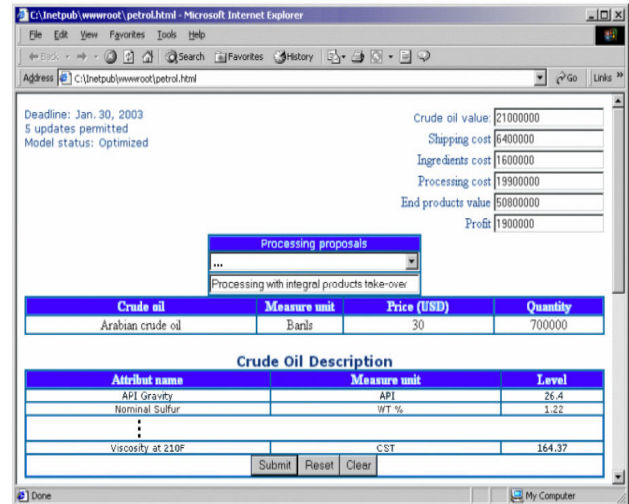 C:\Inetpub\wwwroot\petrol.html - Microsoft Internet Explorer
File Edit View Favorites Tools Help
Back Search Favorites History
Address C:\Inetpub\wwwroot\petrol.html Go Links »
Deadline: Jan. 30, 2003
5 updates permitted
Model status: Optimized
Crude oil value: 21000000
Shipping cost 6400000
Ingredients cost 1600000
Processing cost 19900000
End products value 50800000
Profit 1900000
Processing proposals
...
Processing with integral products take-over
Crude oil Measure unit Price (USD) Quantity
Arabian crude oil Barils 30 700000
Crude Oil Description
Attribut name Measure unit Level
API Gravity API 26.4
Nominal Sulfur WT % 1.22
Viscosity at 210F CST 164.37
Submit Reset Clear
Done My Computer